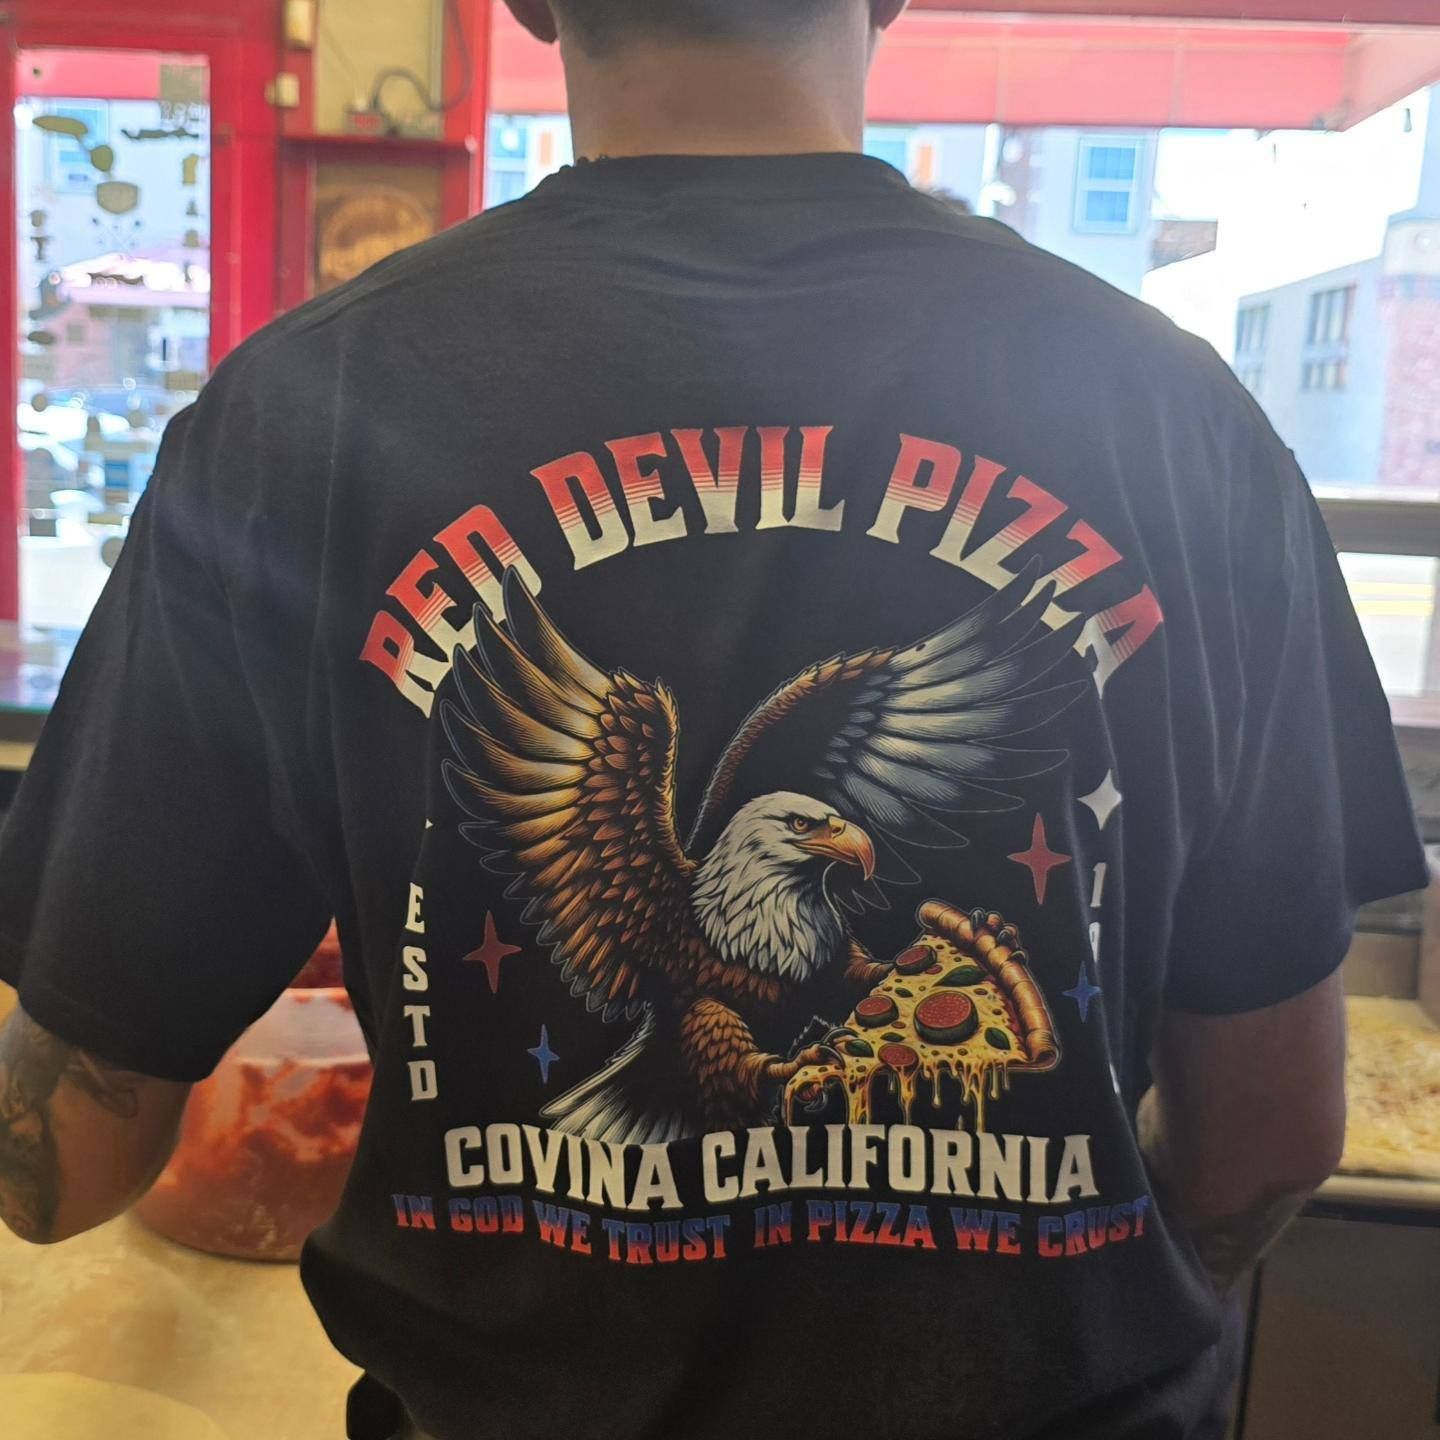 RED DEVIL PIZZA
ESTD
COVINA CALIFORNIA
IN GOD WE TRUST IN PIZZA WE CRUST